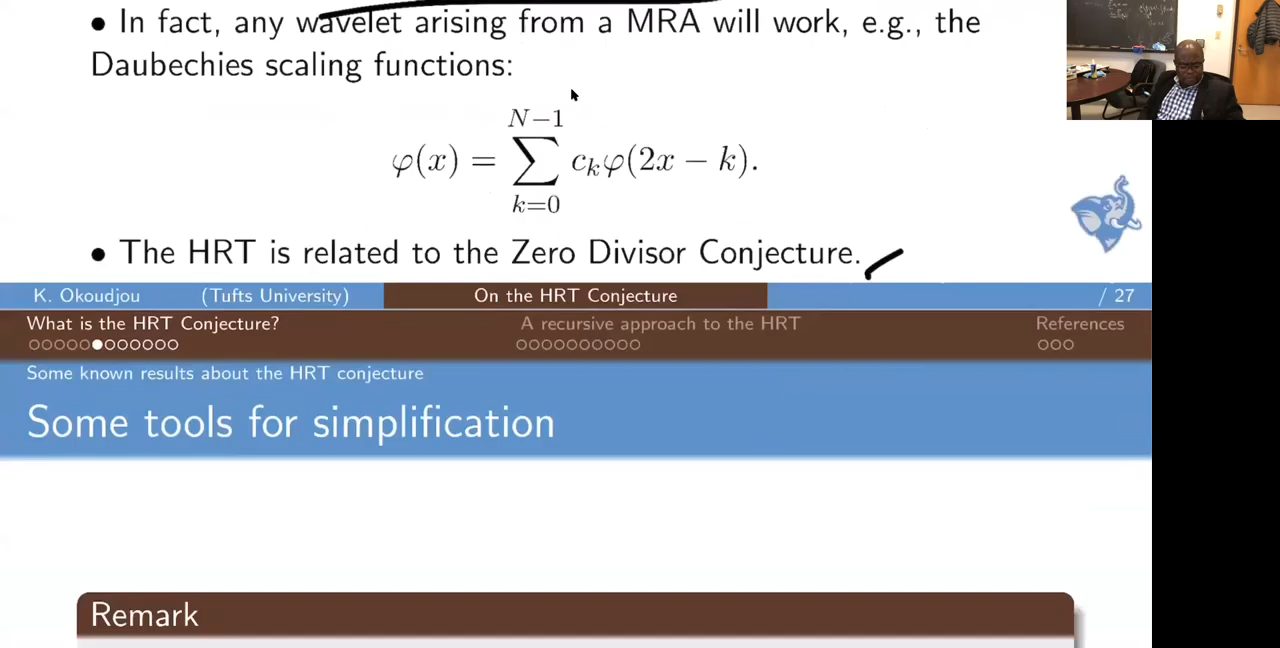 • In fact, any wavelet arising from a MRA will work, e.g., the
Daubechies scaling functions:
φ(x) = ∑_{k=0}^{N−1} c_k φ(2x − k).
• The HRT is related to the Zero Divisor Conjecture.
K. Okoudjou (Tufts University) On the HRT Conjecture / 27
What is the HRT Conjecture? A recursive approach to the HRT References
Some known results about the HRT conjecture
Some tools for simplification
Remark